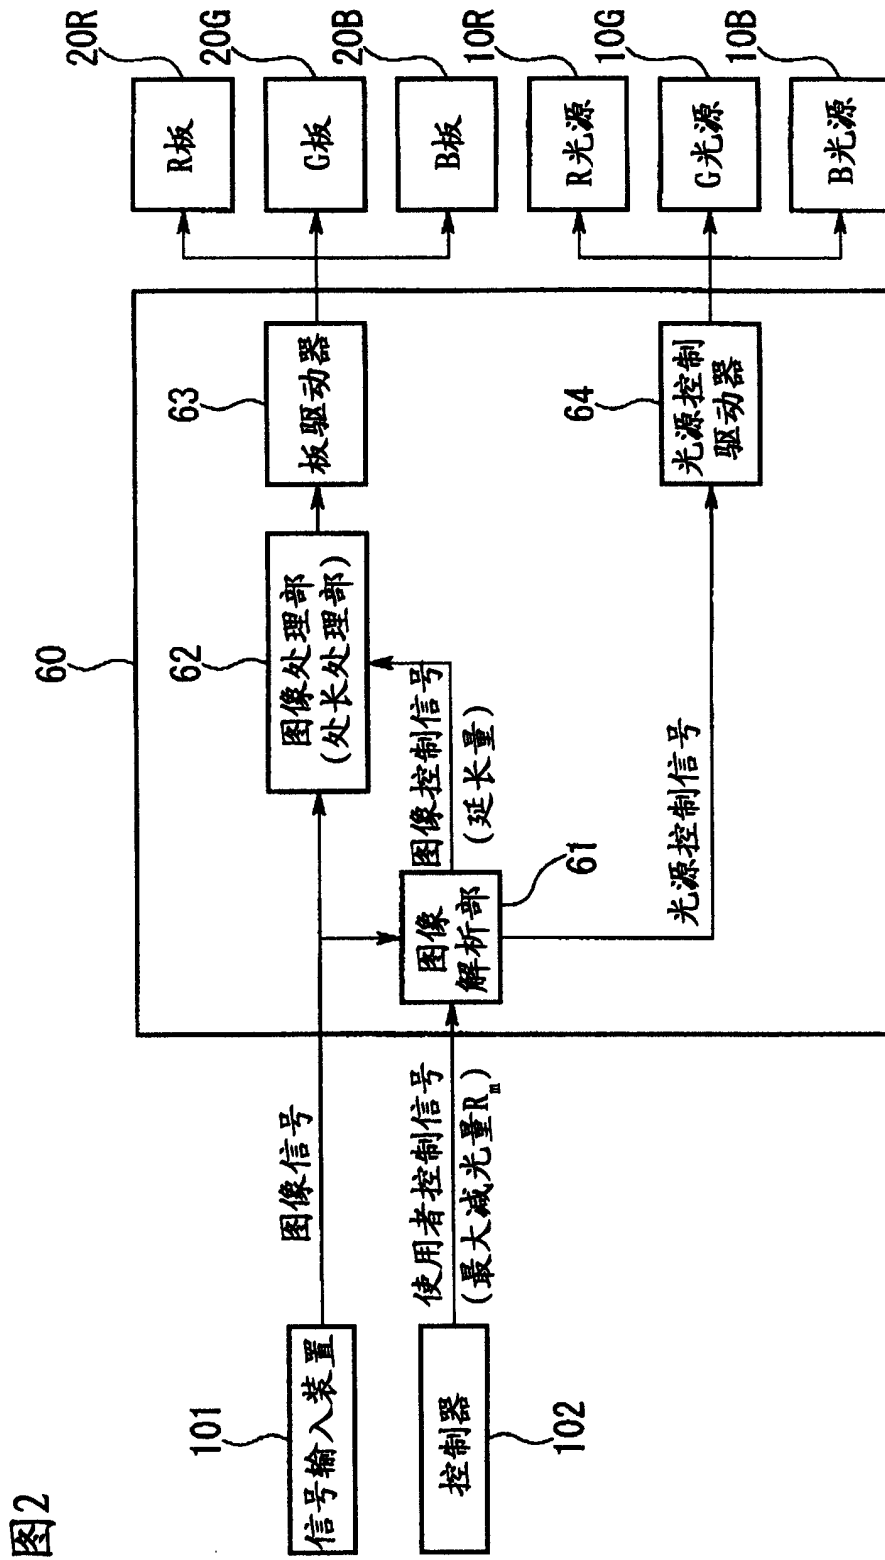 图2
101
信号输入装置
图像信号
102
控制器
使用者控制信号
(最大减光量Rm)
60
61
图像
解析部
图像控制信号
(延长量)
光源控制信号
62
图像处理部
(处长处理部)
63
板驱动器
64
光源控制
驱动器
20R
R板
20G
G板
20B
B板
10R
R光源
10G
G光源
10B
B光源